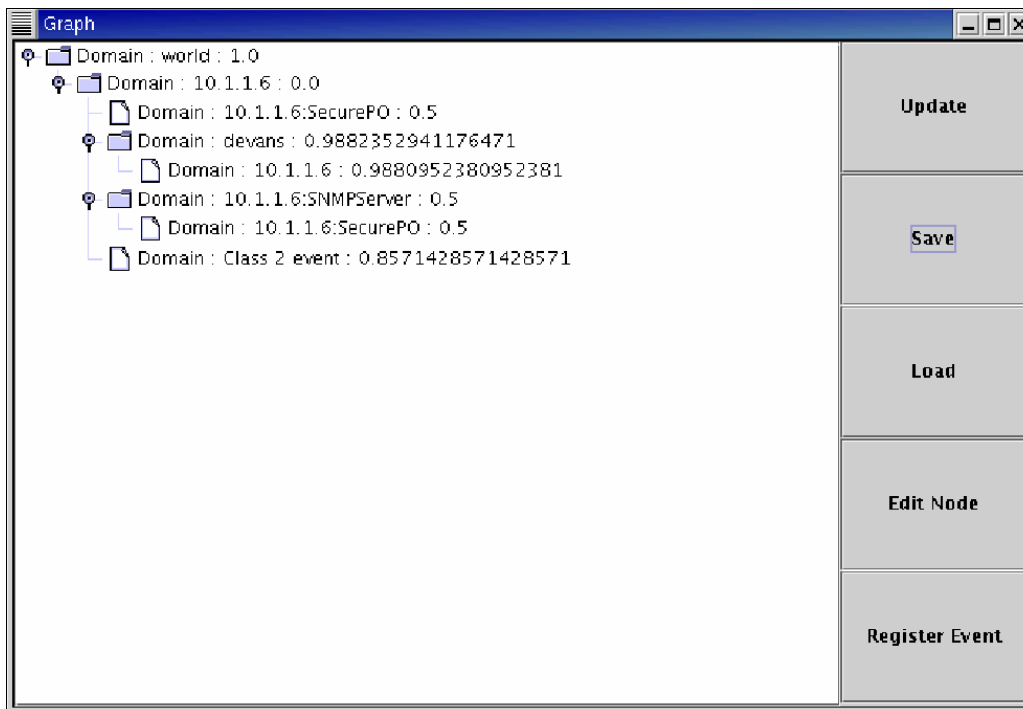 Graph
Domain : world : 1.0
Domain : 10.1.1.6 : 0.0
Domain : 10.1.1.6:SecurePO : 0.5
Domain : devans : 0.9882352941176471
Domain : 10.1.1.6 : 0.9880952380952381
Domain : 10.1.1.6:SNMPServer : 0.5
Domain : 10.1.1.6:SecurePO : 0.5
Domain : Class 2 event : 0.8571428571428571
Update
Save
Load
Edit Node
Register Event